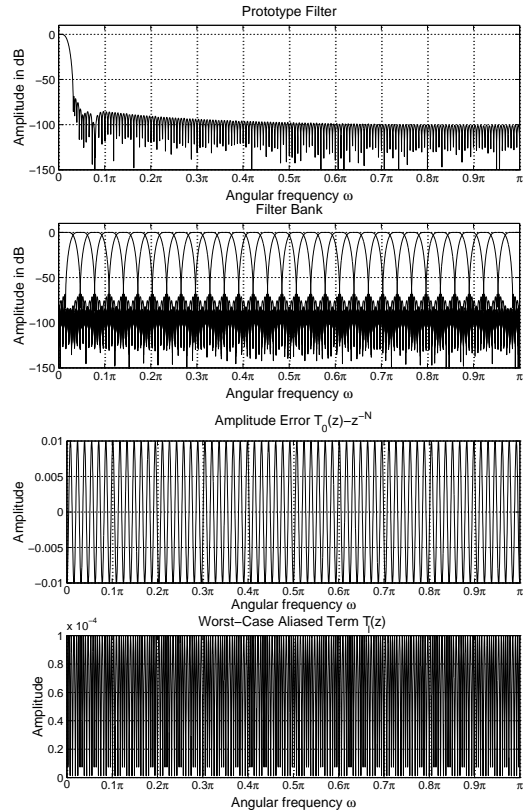 Prototype Filter
0
−50
−100
−150
Amplitude in dB
0 0.1π 0.2π 0.3π 0.4π 0.5π 0.6π 0.7π 0.8π 0.9π π
Angular frequency ω
Filter Bank
0
−50
−100
−150
Amplitude in dB
0 0.1π 0.2π 0.3π 0.4π 0.5π 0.6π 0.7π 0.8π 0.9π π
Angular frequency ω
Amplitude Error T_0(z)−z^{−N}
0.01
0.005
0
−0.005
−0.01
Amplitude
0 0.1π 0.2π 0.3π 0.4π 0.5π 0.6π 0.7π 0.8π 0.9π π
Angular frequency ω
Worst−Case Aliased Term T_l(z)
x 10^{−4}
1
0.8
0.6
0.4
0.2
0
Amplitude
0 0.1π 0.2π 0.3π 0.4π 0.5π 0.6π 0.7π 0.8π 0.9π π
Angular frequency ω